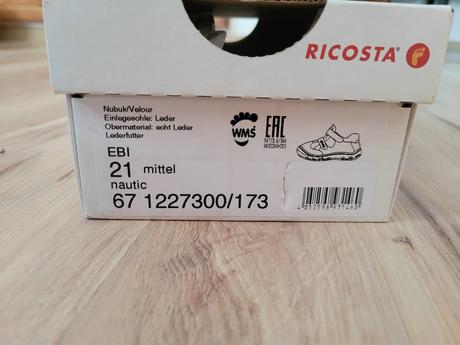 RICOSTA®
Nubuk/Velour
Einlegesohle: Leder
Obermaterial: echt Leder
Lederfutter
WMS
EAC
EBI
21 mittel
nautic
67 1227300/173